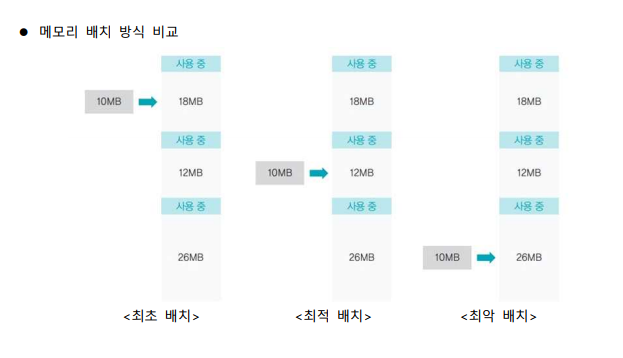 ● 메모리 배치 방식 비교
사용 중 사용 중 사용 중
10MB 18MB 18MB 18MB
사용 중 사용 중 사용 중
12MB 10MB 12MB 12MB
사용 중 사용 중 사용 중
26MB 26MB 10MB 26MB
<최초 배치> <최적 배치> <최악 배치>